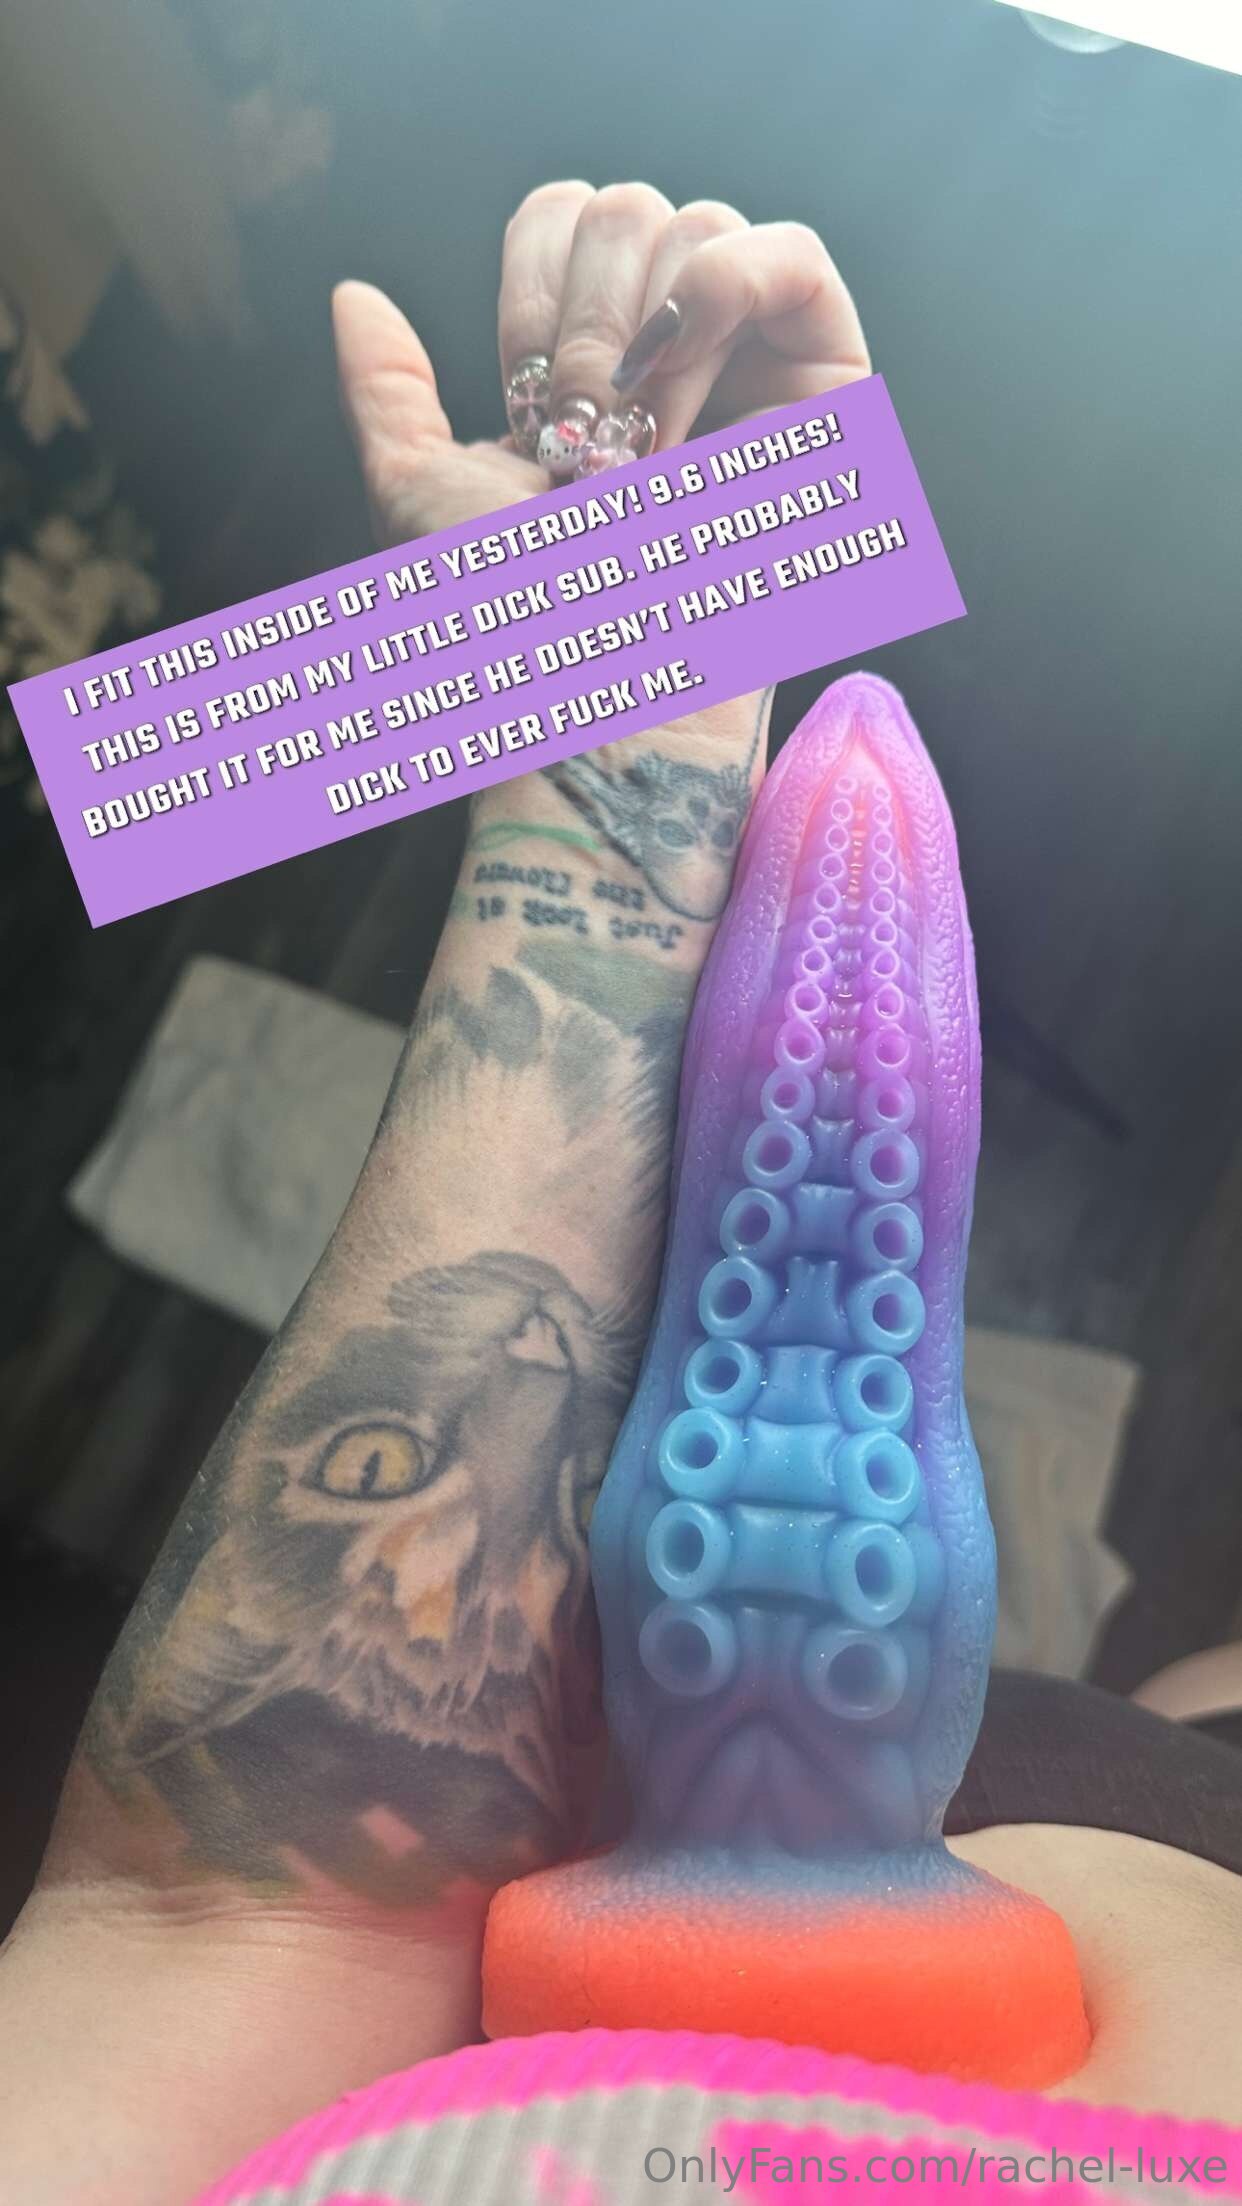 I FIT THIS INSIDE OF ME YESTERDAY! 9.6 INCHES!
THIS IS FROM MY LITTLE DICK SUB. HE PROBABLY
BOUGHT IT FOR ME SINCE HE DOESN'T HAVE ENOUGH
DICK TO EVER FUCK ME.
Just look at
the flowers
OnlyFans.com/rachel-luxe